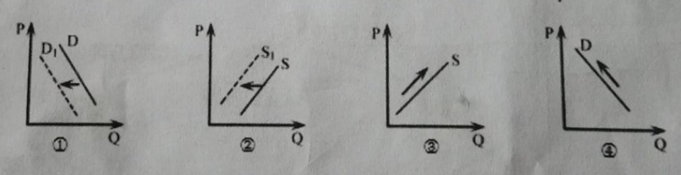 P D₁ D Q ①
P S₁ S Q ②
P S Q ③
P D Q ④